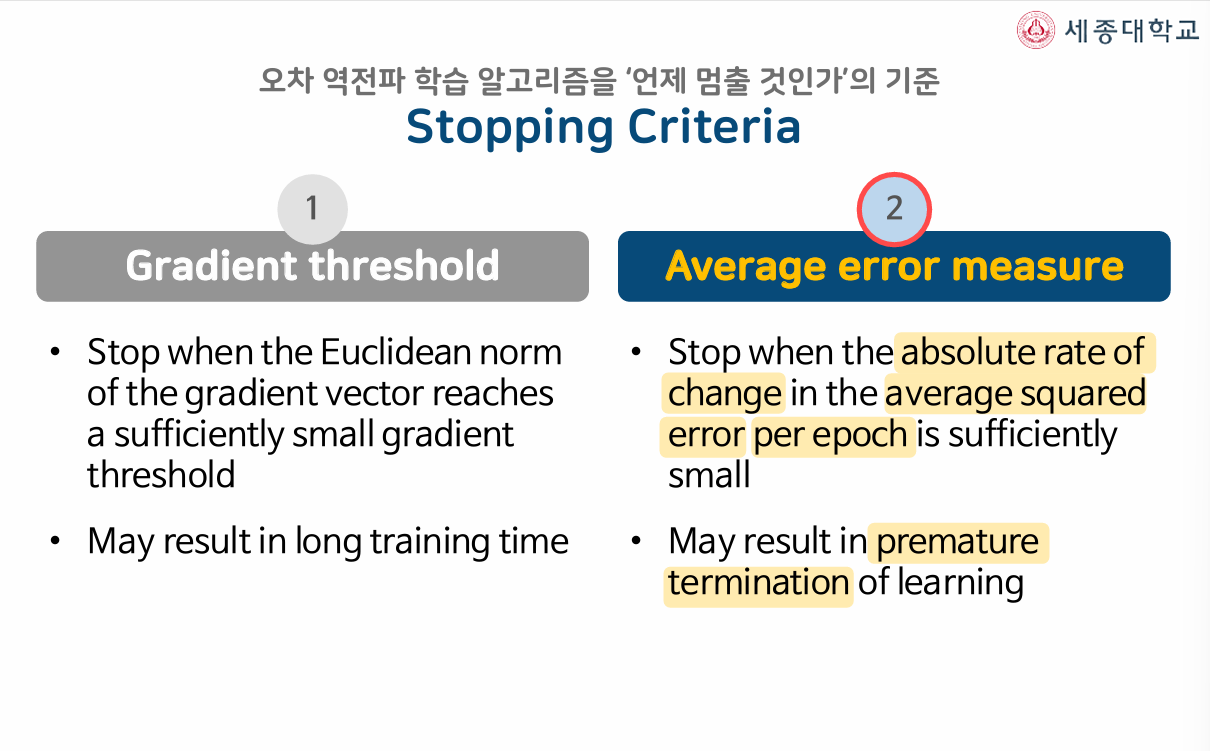 세종대학교
오차 역전파 학습 알고리즘을 ‘언제 멈출 것인가’의 기준
Stopping Criteria
1
Gradient threshold
• Stop when the Euclidean norm
of the gradient vector reaches
a sufficiently small gradient
threshold
• May result in long training time
2
Average error measure
• Stop when the absolute rate of
change in the average squared
error per epoch is sufficiently
small
• May result in premature
termination of learning